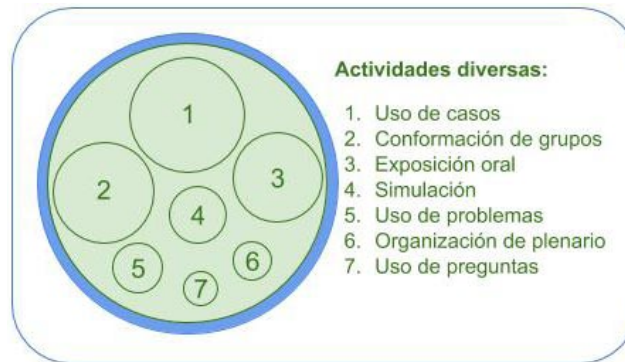 Actividades diversas:
1. Uso de casos
2. Conformación de grupos
3. Exposición oral
4. Simulación
5. Uso de problemas
6. Organización de plenario
7. Uso de preguntas
1
2
3
4
5
6
7